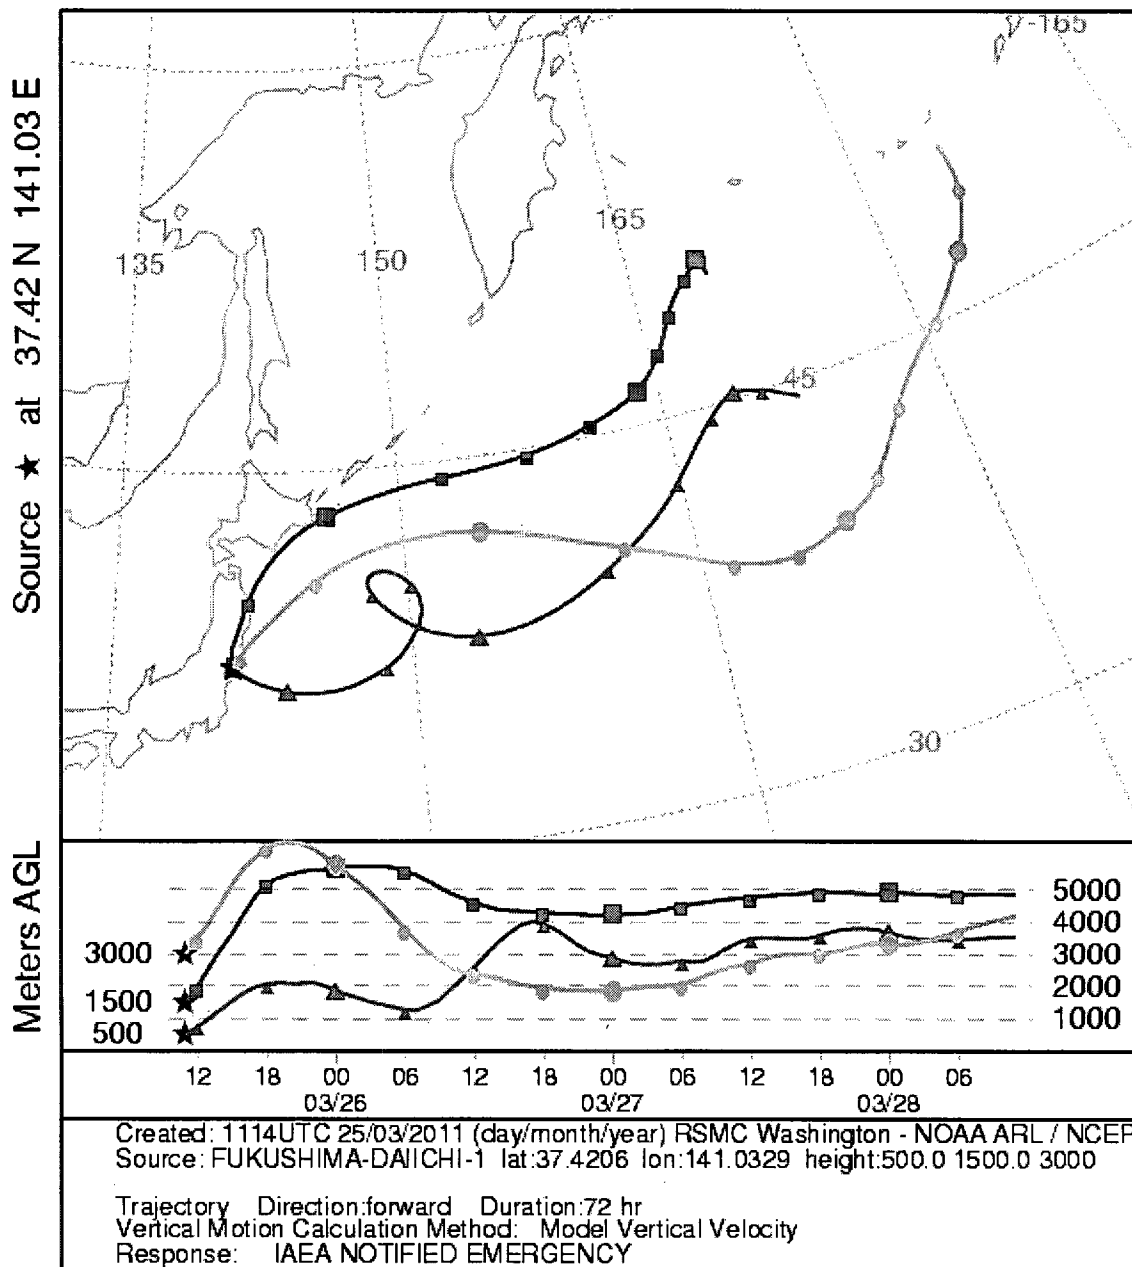 -165
Source ★ at 37.42 N 141.03 E
135
150
165
45
30
Meters AGL
3000
1500
500
5000
4000
3000
2000
1000
12 18 00 06 12 18 00 06 12 18 00 06
03/26 03/27 03/28
Created: 1114UTC 25/03/2011 (day/month/year) RSMC Washington - NOAA ARL / NCEP
Source: FUKUSHIMA-DAIICHI-1 lat:37.4206 lon:141.0329 height:500.0 1500.0 3000
Trajectory Direction:forward Duration:72 hr
Vertical Motion Calculation Method: Model Vertical Velocity
Response: IAEA NOTIFIED EMERGENCY